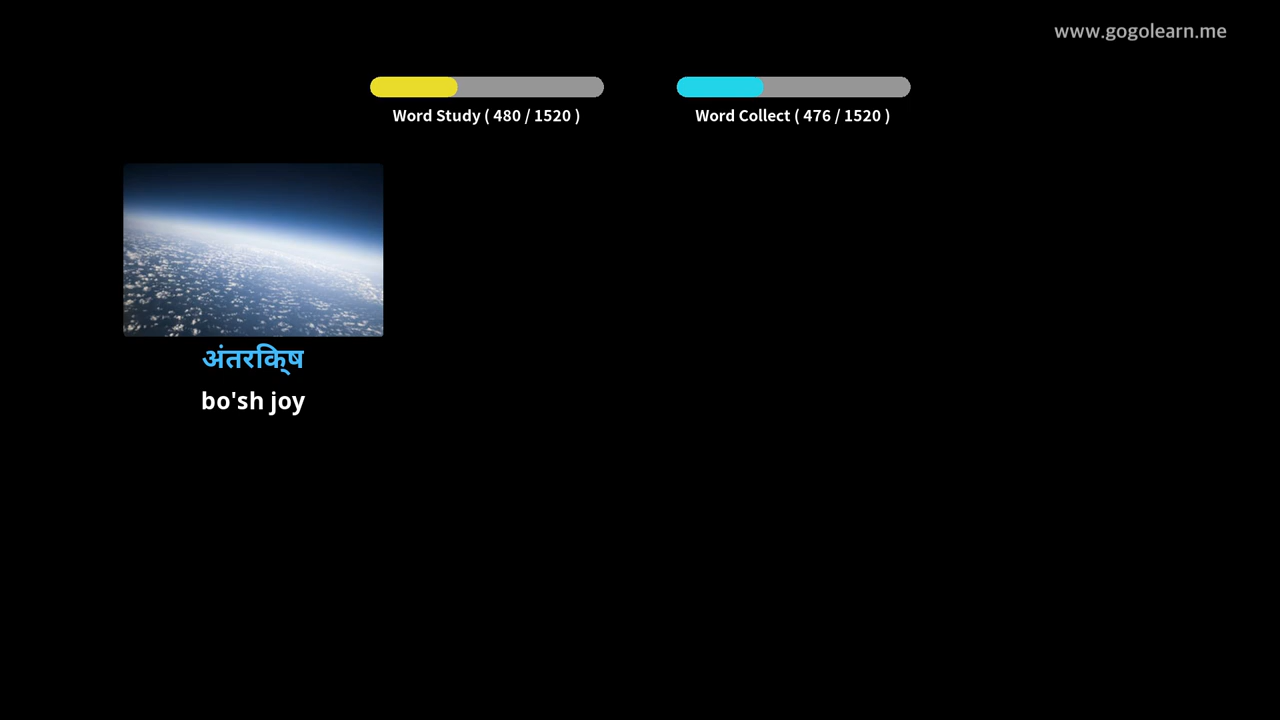 www.gogolearn.me
Word Study ( 480 / 1520 )
Word Collect ( 476 / 1520 )
अंतरक्षि
bo'sh joy